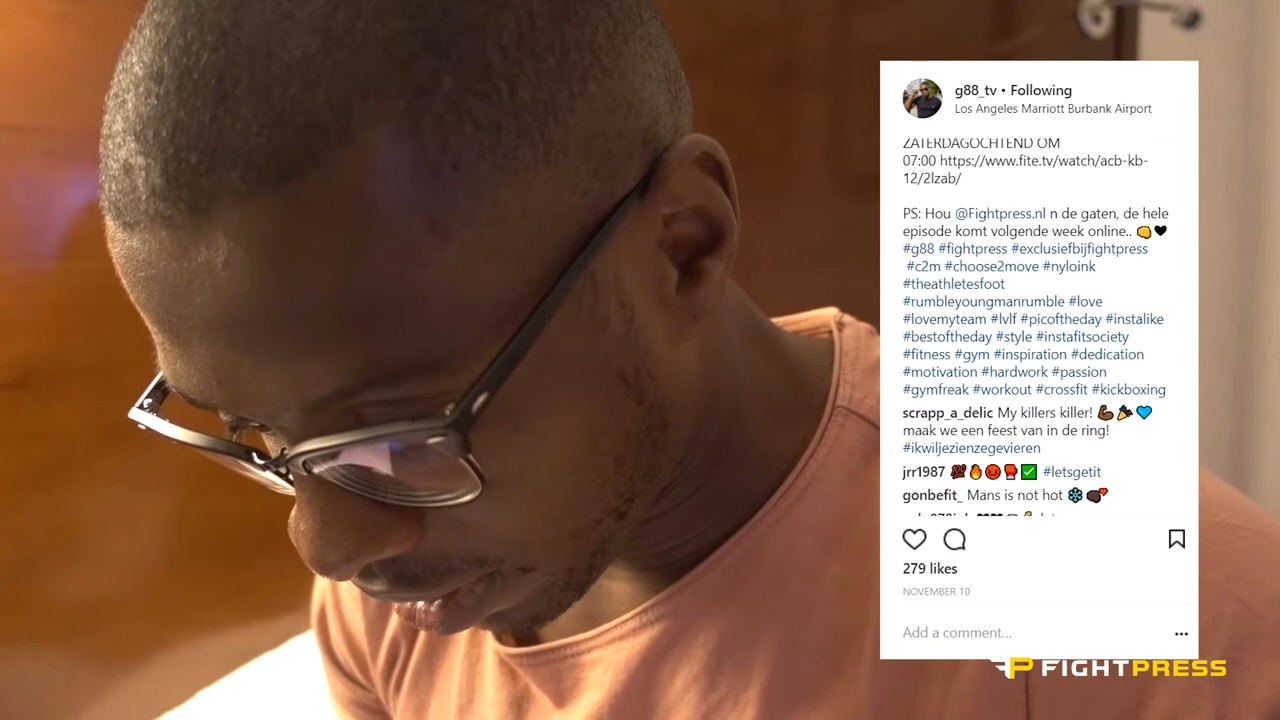 g88_tv • Following
Los Angeles Marriott Burbank Airport
ZATERDAGOCHTEND OM
07:00 https://www.fite.tv/watch/acb-kb-
12/2lzab/
PS: Hou @Fightpress.nl n de gaten, de hele
episode komt volgende week online.. 👊🖤
#g88 #fightpress #exclusiefbijfightpress
#c2m #choose2move #nyloink
#theathletesfoot
#rumbleyoungmanrumble #love
#lovemyteam #lvlf #picoftheday #instalike
#bestoftheday #style #instafitsociety
#fitness #gym #inspiration #dedication
#motivation #hardwork #passion
#gymfreak #workout #crossfit #kickboxing
scrapp_a_delic My killers killer! 💪🏾🎉💙
maak we een feest van in de ring!
#ikwiljezienzegevieren
jrr1987 💯🔥😡🥊✅ #letsgetit
gonbefit_ Mans is not hot
279 likes
NOVEMBER 10
Add a comment...
FIGHTPRESS